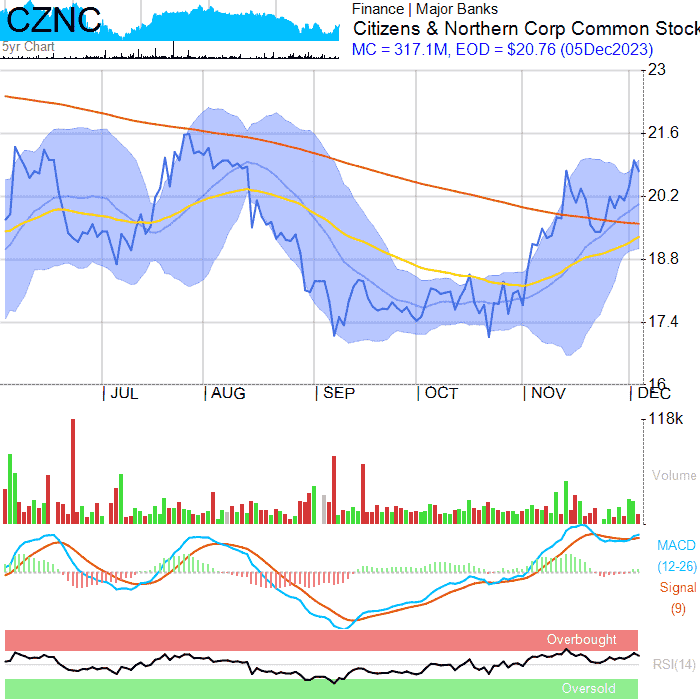 CZNC
Finance | Major Banks
Citizens & Northern Corp Common Stock
5yr Chart
MC = 317.1M, EOD = $20.76 (05Dec2023)
23
21.6
20.2
18.8
17.4
16
JUL
AUG
SEP
OCT
NOV
DEC
118k
Volume
MACD
(12-26)
Signal
(9)
Overbought
RSI(14)
Oversold